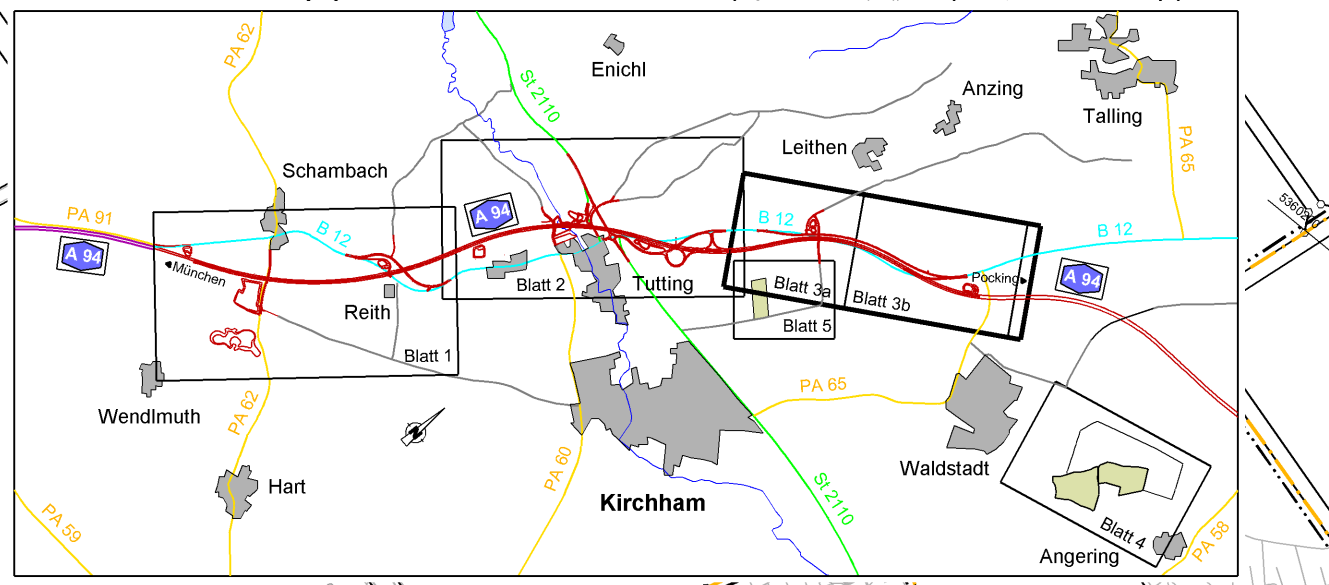 PA 62
Enichl
St 2110
Anzing
Talling
Leithen
PA 65
Schambach
PA 91
A 94
B 12
A 94
B 12
B 12
A 94
München
Blatt 2
Tutting
Reith
Blatt 1
Blatt 3a
Blatt 3b
Blatt 5
Pocking
Wendlmuth
PA 62
PA 65
Hart
PA 60
Kirchham
St 2110
Waldstadt
Blatt 4
Angering
PA 59
PA 58
N